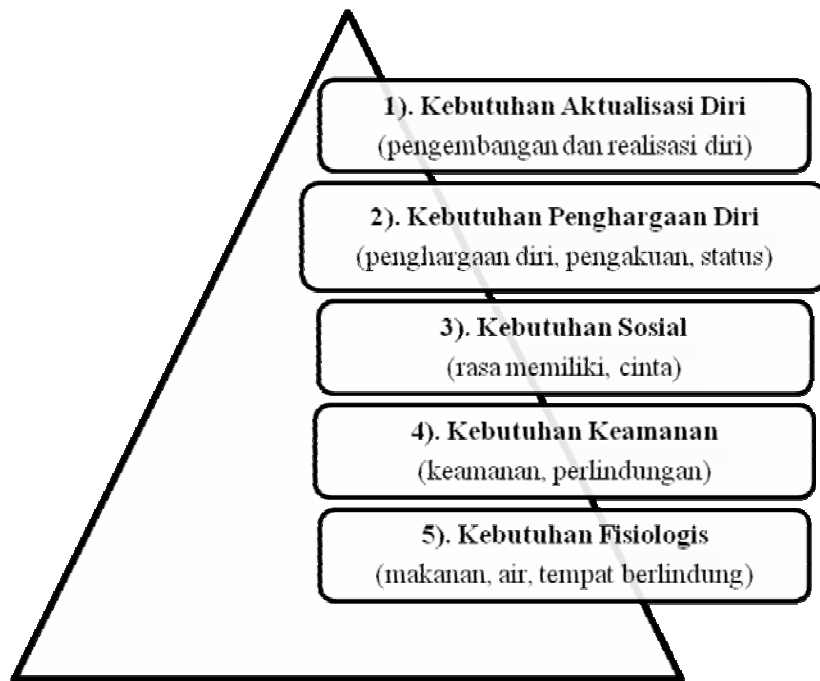 1). Kebutuhan Aktualisasi Diri
(pengembangan dan realisasi diri)
2). Kebutuhan Penghargaan Diri
(penghargaan diri, pengakuan, status)
3). Kebutuhan Sosial
(rasa memiliki, cinta)
4). Kebutuhan Keamanan
(keamanan, perlindungan)
5). Kebutuhan Fisiologis
(makanan, air, tempat berlindung)